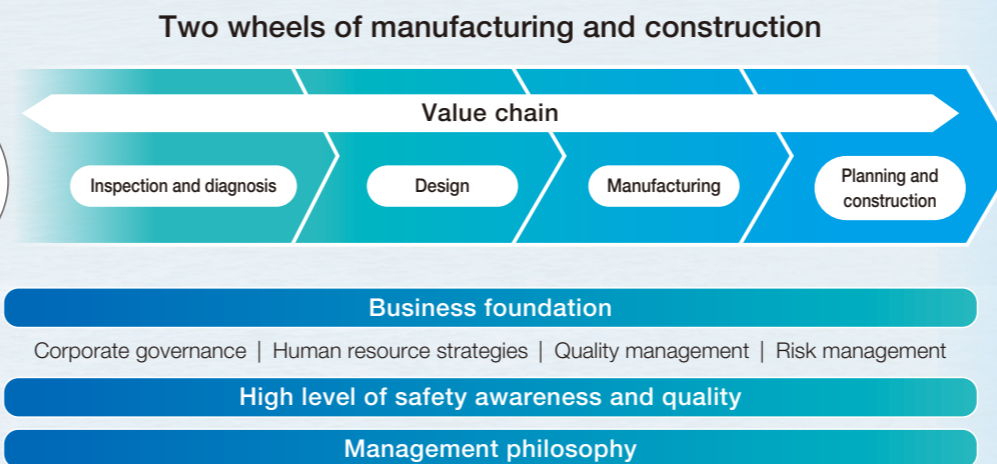 Two wheels of manufacturing and construction
Value chain
Inspection and diagnosis
Design
Manufacturing
Planning and
construction
Business foundation
Corporate governance | Human resource strategies | Quality management | Risk management
High level of safety awareness and quality
Management philosophy